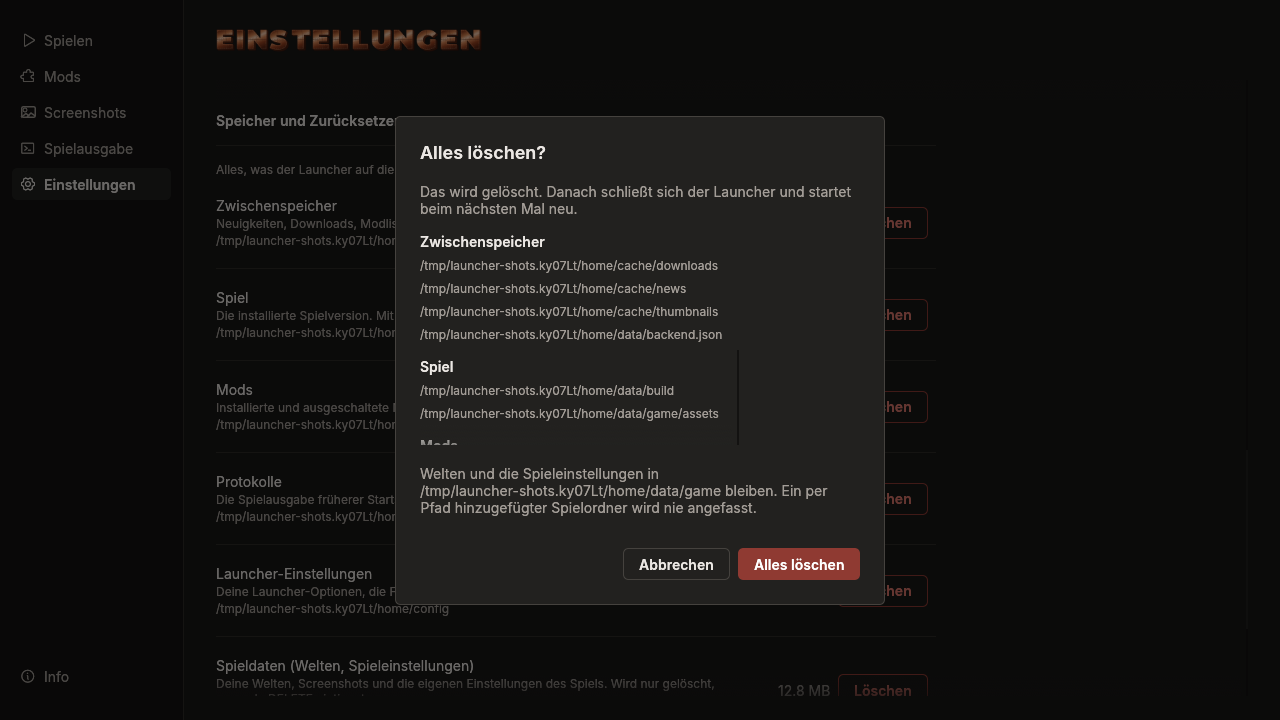 Spielen
Mods
Screenshots
Spielausgabe
Einstellungen
Info
EINSTELLUNGEN
Speicher und Zurücksetzen
Alles, was der Launcher auf die
Zwischenspeicher
Neuigkeiten, Downloads, Modlis
/tmp/launcher-shots.ky07Lt/hom
Spiel
Die installierte Spielversion. Mit
/tmp/launcher-shots.ky07Lt/hom
Mods
Installierte und ausgeschaltete
/tmp/launcher-shots.ky07Lt/hom
Protokolle
Die Spielausgabe früherer Start
/tmp/launcher-shots.ky07Lt/hom
Launcher-Einstellungen
Deine Launcher-Optionen, die
/tmp/launcher-shots.ky07Lt/home/config
Spieldaten (Welten, Spieleinstellungen)
Deine Welten, Screenshots und die eigenen Einstellungen des Spiels. Wird nur gelöscht,
12.8 MB
Löschen
Alles löschen?
Das wird gelöscht. Danach schließt sich der Launcher und startet
beim nächsten Mal neu.
Zwischenspeicher
/tmp/launcher-shots.ky07Lt/home/cache/downloads
/tmp/launcher-shots.ky07Lt/home/cache/news
/tmp/launcher-shots.ky07Lt/home/cache/thumbnails
/tmp/launcher-shots.ky07Lt/home/data/backend.json
Spiel
/tmp/launcher-shots.ky07Lt/home/data/build
/tmp/launcher-shots.ky07Lt/home/data/game/assets
Mods
Welten und die Spieleinstellungen in
/tmp/launcher-shots.ky07Lt/home/data/game bleiben. Ein per
Pfad hinzugefügter Spielordner wird nie angefasst.
Abbrechen
Alles löschen